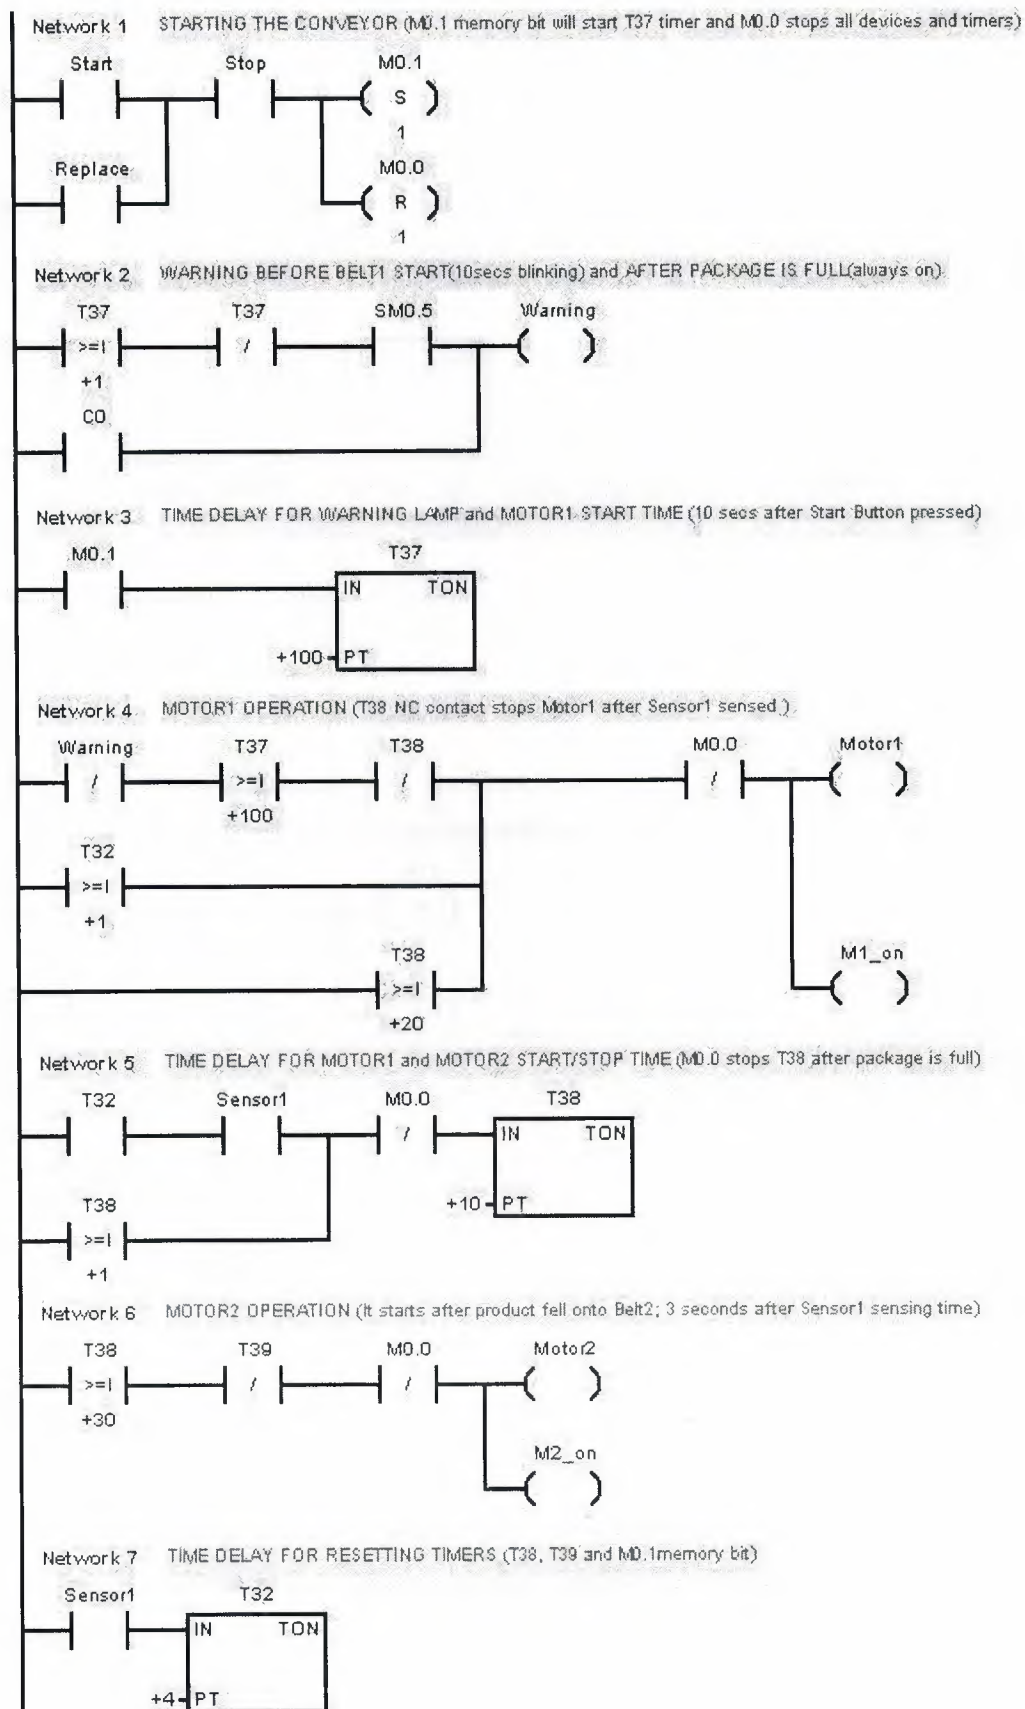 Network 1 STARTING THE CONVEYOR (M0.1 memory bit will start T37 timer and M0.0 stops all devices and timers)
Start Stop M0.1
S
1
Replace M0.0
R
1
Network 2 WARNING BEFORE BELT1 START(10secs blinking) and AFTER PACKAGE IS FULL(always on)
T37 T37 SM0.5 Warning
>=I /
+1
C0
Network 3 TIME DELAY FOR WARNING LAMP and MOTOR1 START TIME (10 secs after Start Button pressed)
M0.1 T37
IN TON
+100 PT
Network 4 MOTOR1 OPERATION (T38 NC contact stops Motor1 after Sensor1 sensed )
Warning T37 T38 M0.0 Motor1
/ >=I / /
+100
T32
>=I
+1
T38 M1_on
>=I
+20
Network 5 TIME DELAY FOR MOTOR1 and MOTOR2 START/STOP TIME (M0.0 stops T38 after package is full)
T32 Sensor1 M0.0 T38
/ IN TON
T38 +10 PT
>=I
+1
Network 6 MOTOR2 OPERATION (It starts after product fell onto Belt2; 3 seconds after Sensor1 sensing time)
T38 T39 M0.0 Motor2
>=I / /
+30
M2_on
Network 7 TIME DELAY FOR RESETTING TIMERS (T38, T39 and M0.1memory bit)
Sensor1 T32
IN TON
+4 PT